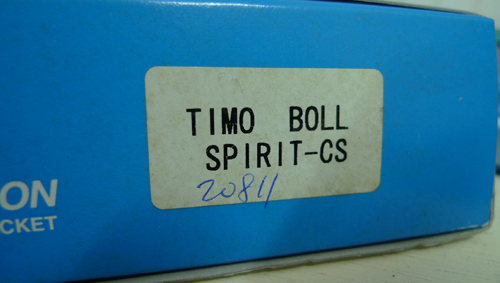 TIMO BOLL
SPIRIT-CS
20811
ON
CKET